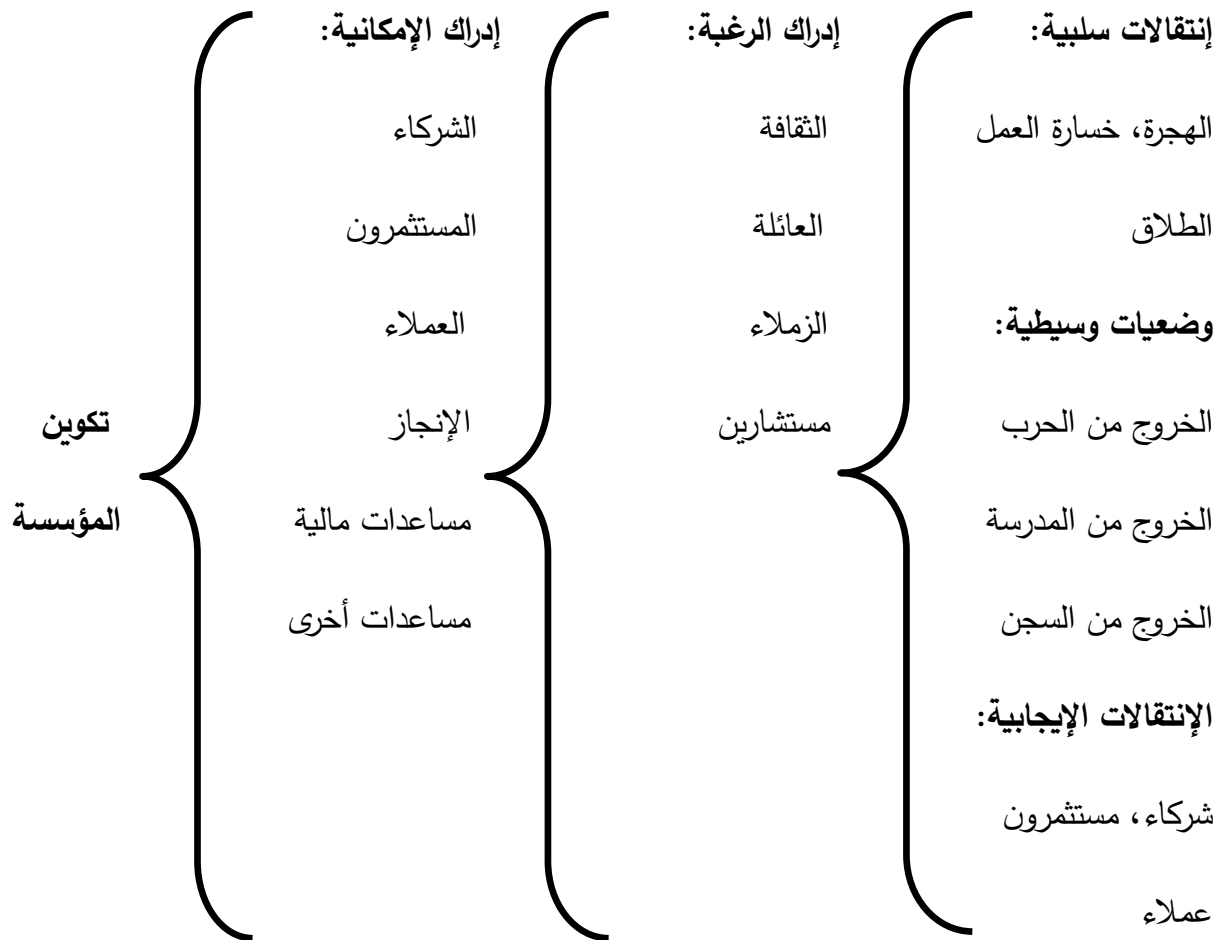 إنتقالات سلبية:
الهجرة، خسارة العمل
الطلاق
وضعيات وسيطية:
الخروج من الحرب
الخروج من المدرسة
الخروج من السجن
الإنتقالات الإيجابية:
شركاء، مستثمرون
عملاء
إدراك الرغبة:
الثقافة
العائلة
الزملاء
مستشارين
إدراك الإمكانية:
الشركاء
المستثمرون
العملاء
الإنجاز
مساعدات مالية
مساعدات أخرى
تكوين
المؤسسة